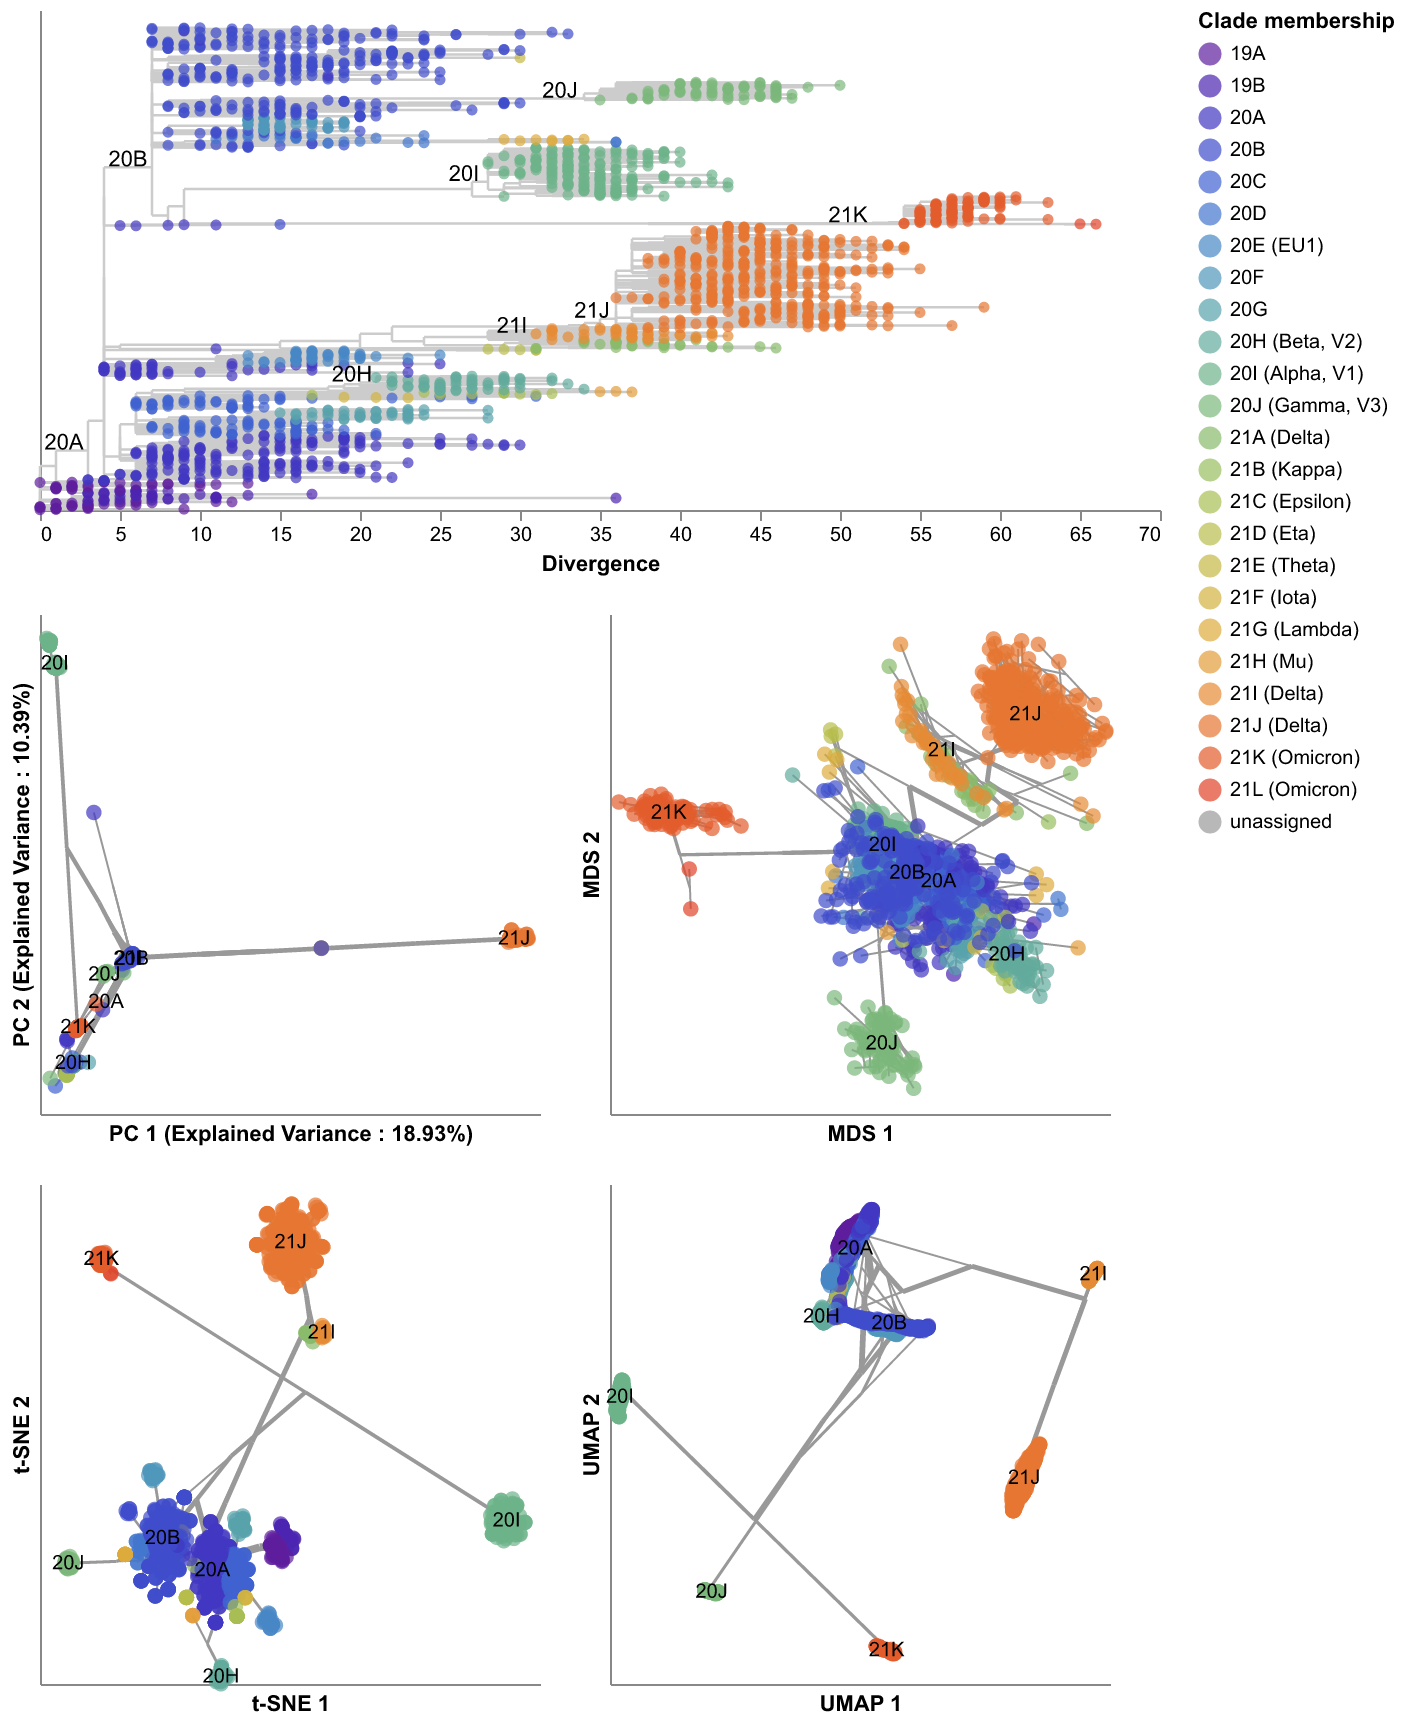 Clade membership
19A
19B
20A
20B
20C
20D
20E (EU1)
20F
20G
20H (Beta, V2)
20I (Alpha, V1)
20J (Gamma, V3)
21A (Delta)
21B (Kappa)
21C (Epsilon)
21D (Eta)
21E (Theta)
21F (Iota)
21G (Lambda)
21H (Mu)
21I (Delta)
21J (Delta)
21K (Omicron)
21L (Omicron)
unassigned
20J
20B
20I
21K
21J
21I
20H
20A
0 5 10 15 20 25 30 35 40 45 50 55 60 65 70
Divergence
20I
21J
20B
20J
20A
21K
20H
PC 2 (Explained Variance : 10.39%)
PC 1 (Explained Variance : 18.93%)
21J
21I
21K
20I
20B
20A
20H
20J
MDS 2
MDS 1
21J
21K
21I
20I
20B
20J
20A
20H
t-SNE 2
t-SNE 1
20A
21I
20H
20B
20I
21J
20J
21K
UMAP 2
UMAP 1